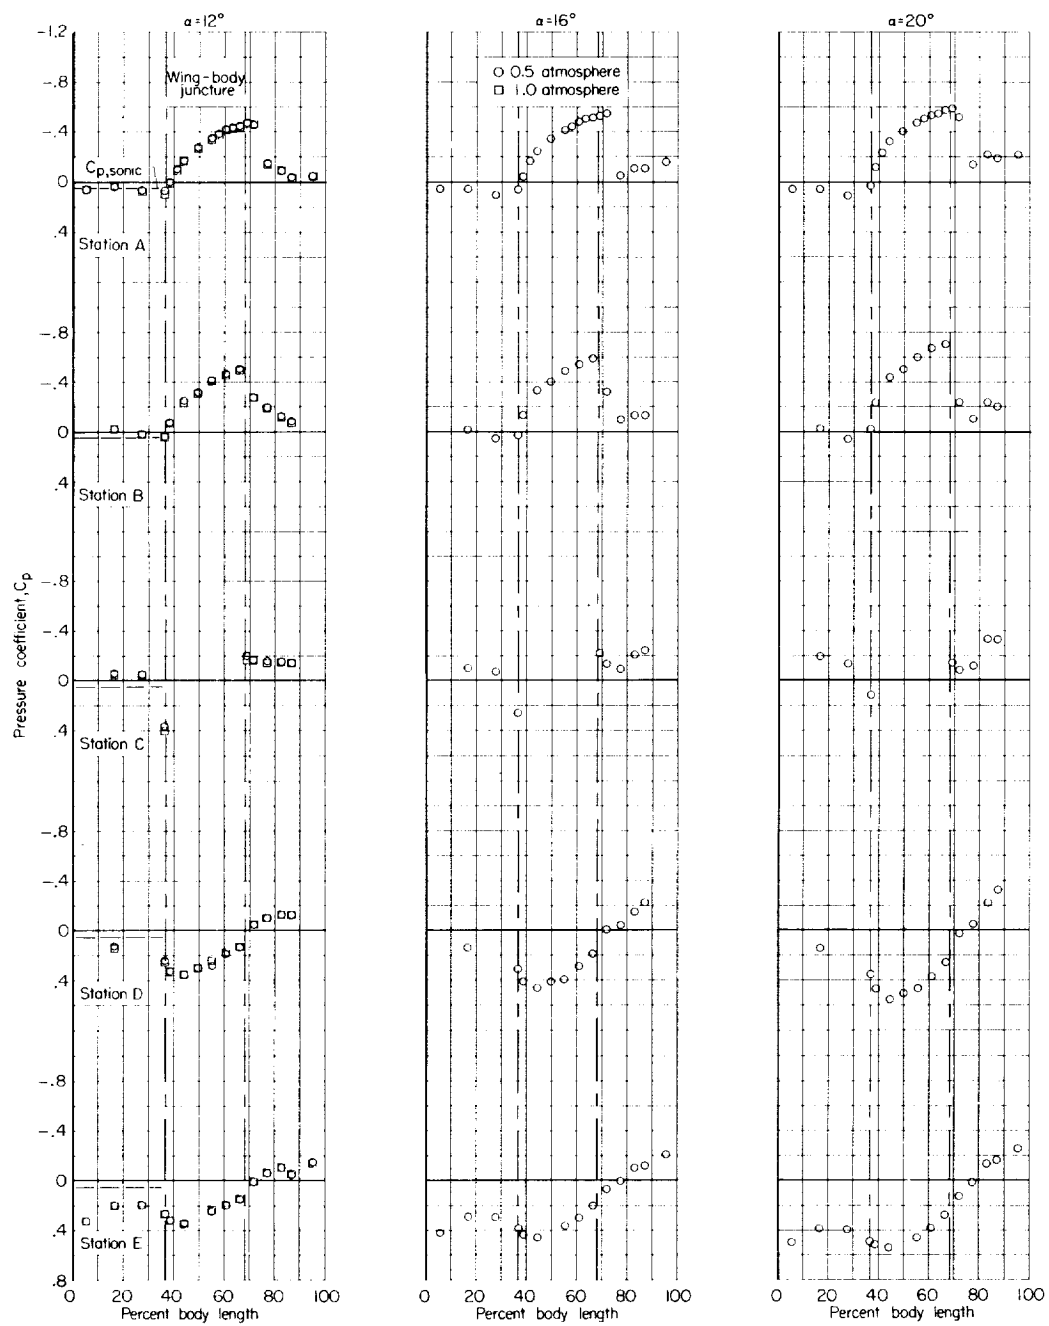 α=12°
α=16°
α=20°
-1.2
-.8
-.4
0
.4
-.8
-.4
0
.4
-.8
-.4
0
.4
-.8
-.4
0
.4
-.8
-.4
0
.4
.8
Wing-body
juncture
C_p,sonic
○ 0.5 atmosphere
□ 1.0 atmosphere
Station A
Station B
Station C
Station D
Station E
Pressure coefficient, C_p
0 20 40 60 80 100
Percent body length
0 20 40 60 80 100
Percent body length
0 20 40 60 80 100
Percent body length